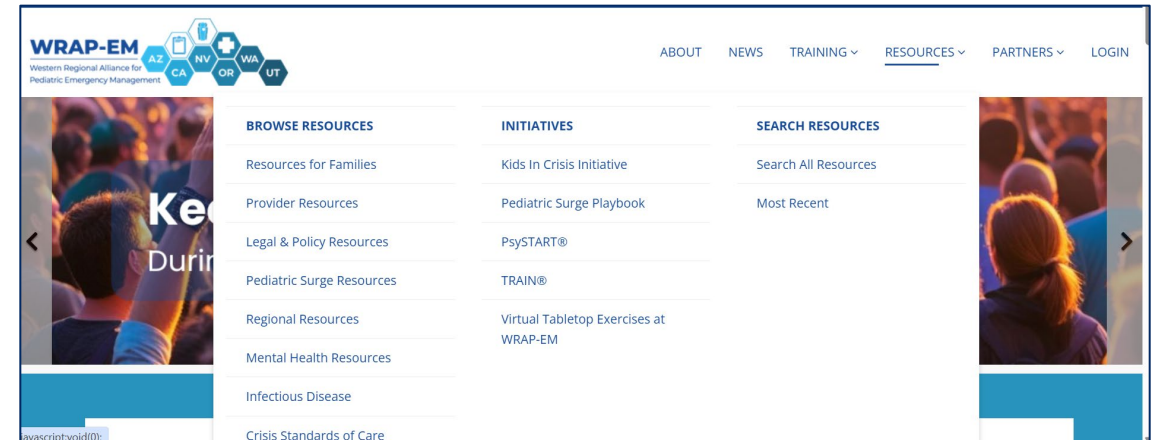 WRAP-EM
Western Regional Alliance for
Pediatric Emergency Management
AZ
CA
NV
OR
WA
UT
ABOUT NEWS TRAINING RESOURCES PARTNERS LOGIN
BROWSE RESOURCES
Resources for Families
Provider Resources
Legal & Policy Resources
Pediatric Surge Resources
Regional Resources
Mental Health Resources
Infectious Disease
Crisis Standards of Care
INITIATIVES
Kids In Crisis Initiative
Pediatric Surge Playbook
PsySTART®
TRAIN®
Virtual Tabletop Exercises at
WRAP-EM
SEARCH RESOURCES
Search All Resources
Most Recent
javascript:void(0);